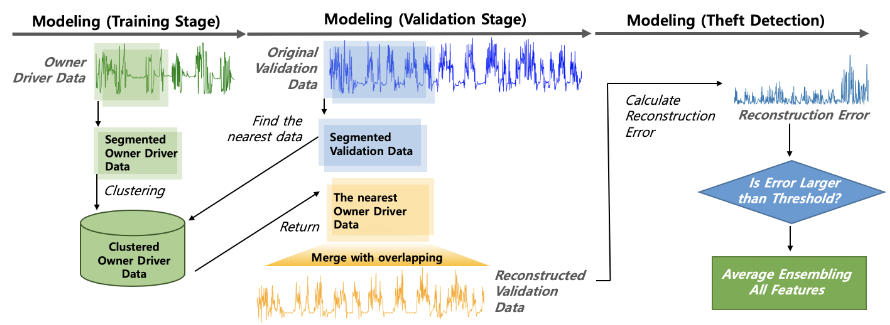 Modeling (Training Stage)
Modeling (Validation Stage)
Modeling (Theft Detection)
Owner
Driver Data
Original
Validation
Data
Find the
nearest data
Segmented
Owner Driver
Data
Segmented
Validation Data
Clustering
Clustered
Owner Driver
Data
Return
The nearest
Owner Driver
Data
Merge with overlapping
Reconstructed
Validation
Data
Calculate
Reconstruction
Error
Reconstruction Error
Is Error Larger
than Threshold?
Average Ensembling
All Features